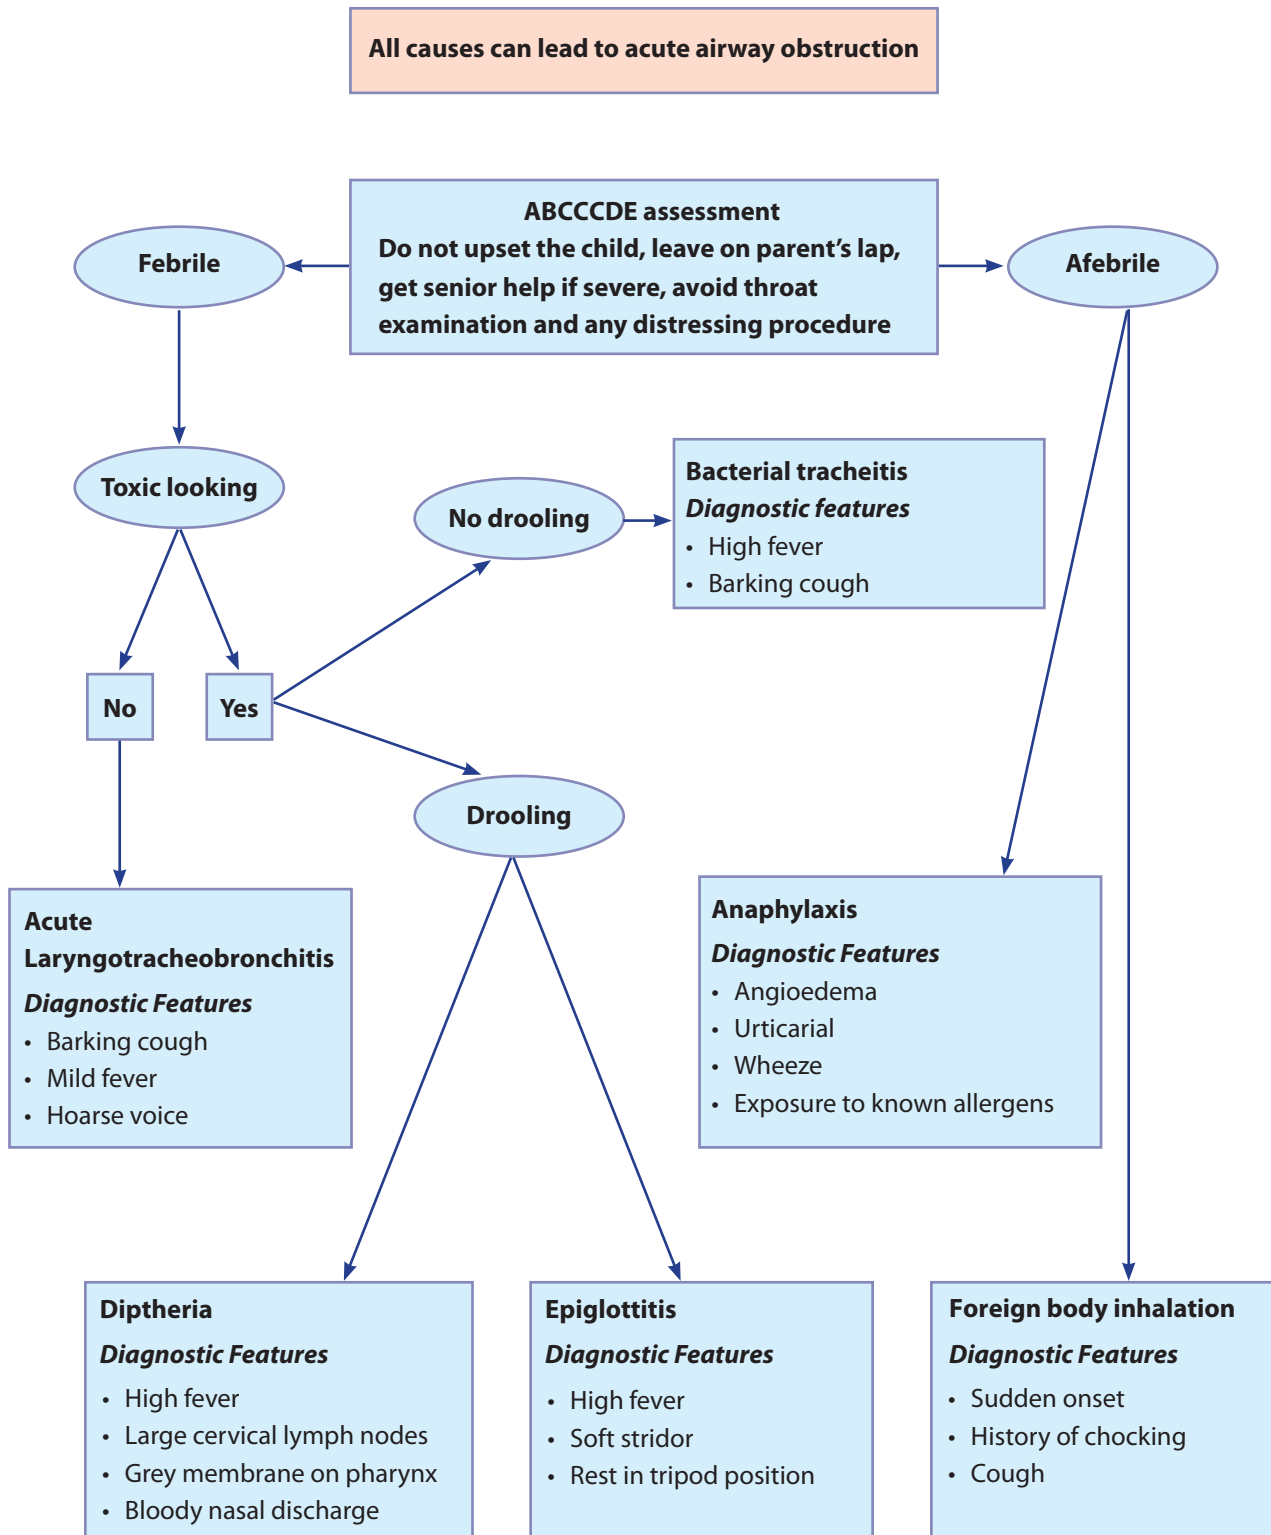 All causes can lead to acute airway obstruction
ABCCCDE assessment
Do not upset the child, leave on parent's lap,
get senior help if severe, avoid throat
examination and any distressing procedure
Febrile
Afebrile
Toxic looking
No drooling
Bacterial tracheitis
Diagnostic features
• High fever
• Barking cough
No
Yes
Drooling
Acute
Laryngotracheobronchitis
Diagnostic Features
• Barking cough
• Mild fever
• Hoarse voice
Anaphylaxis
Diagnostic Features
• Angioedema
• Urticarial
• Wheeze
• Exposure to known allergens
Diptheria
Diagnostic Features
• High fever
• Large cervical lymph nodes
• Grey membrane on pharynx
• Bloody nasal discharge
Epiglottitis
Diagnostic Features
• High fever
• Soft stridor
• Rest in tripod position
Foreign body inhalation
Diagnostic Features
• Sudden onset
• History of chocking
• Cough